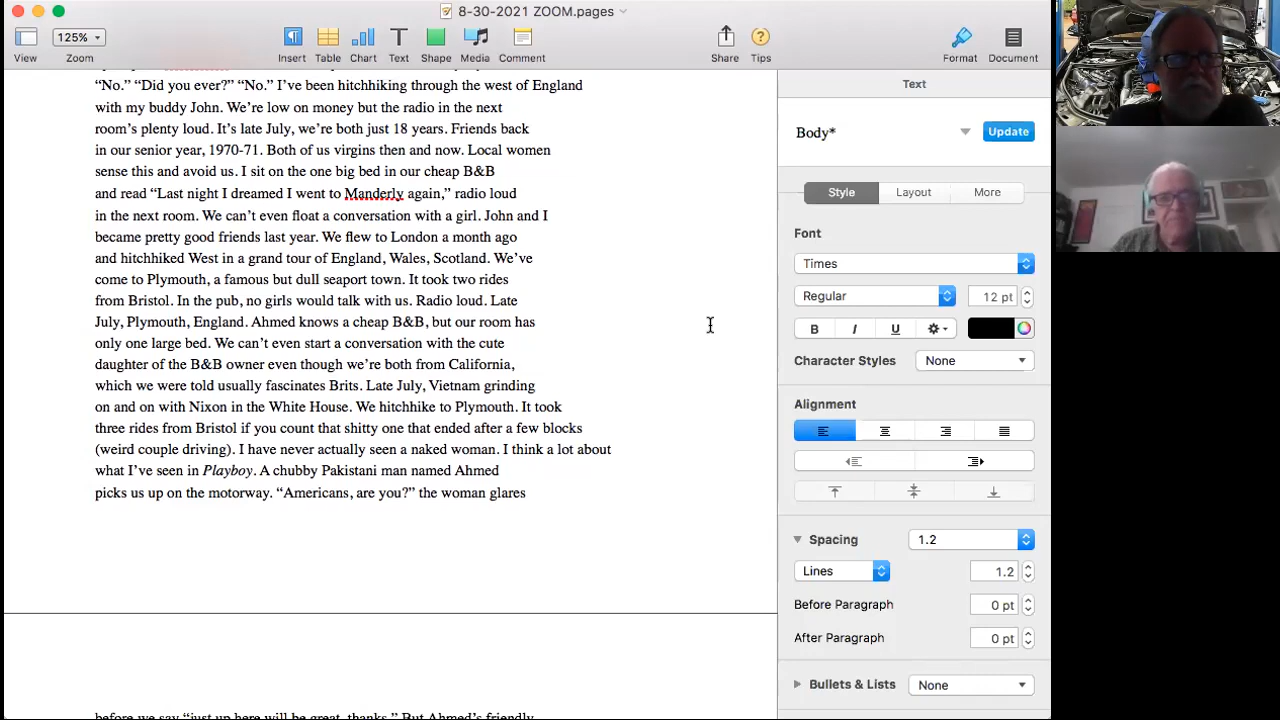 8-30-2021 ZOOM.pages
125%
View
Zoom
Insert
Table
Chart
Text
Shape
Media
Comment
Share
Tips
Format
Document
“No.” “Did you ever?” “No.” I’ve been hitchhiking through the west of England
with my buddy John. We’re low on money but the radio in the next
room’s plenty loud. It’s late July, we’re both just 18 years. Friends back
in our senior year, 1970-71. Both of us virgins then and now. Local women
sense this and avoid us. I sit on the one big bed in our cheap B&B
and read “Last night I dreamed I went to Manderly again,” radio loud
in the next room. We can’t even float a conversation with a girl. John and I
became pretty good friends last year. We flew to London a month ago
and hitchhiked West in a grand tour of England, Wales, Scotland. We’ve
come to Plymouth, a famous but dull seaport town. It took two rides
from Bristol. In the pub, no girls would talk with us. Radio loud. Late
July, Plymouth, England. Ahmed knows a cheap B&B, but our room has
only one large bed. We can’t even start a conversation with the cute
daughter of the B&B owner even though we’re both from California,
which we were told usually fascinates Brits. Late July, Vietnam grinding
on and on with Nixon in the White House. We hitchhike to Plymouth. It took
three rides from Bristol if you count that shitty one that ended after a few blocks
(weird couple driving). I have never actually seen a naked woman. I think a lot about
what I’ve seen in Playboy. A chubby Pakistani man named Ahmed
picks us up on the motorway. “Americans, are you?” the woman glares
before we say “just up here will be great, thanks.” But Ahmed’s friendly
Text
Body*
Update
Style
Layout
More
Font
Times
Regular
12 pt
B
I
U
Character Styles
None
Alignment
Spacing
1.2
Lines
1.2
Before Paragraph
0 pt
After Paragraph
0 pt
Bullets & Lists
None